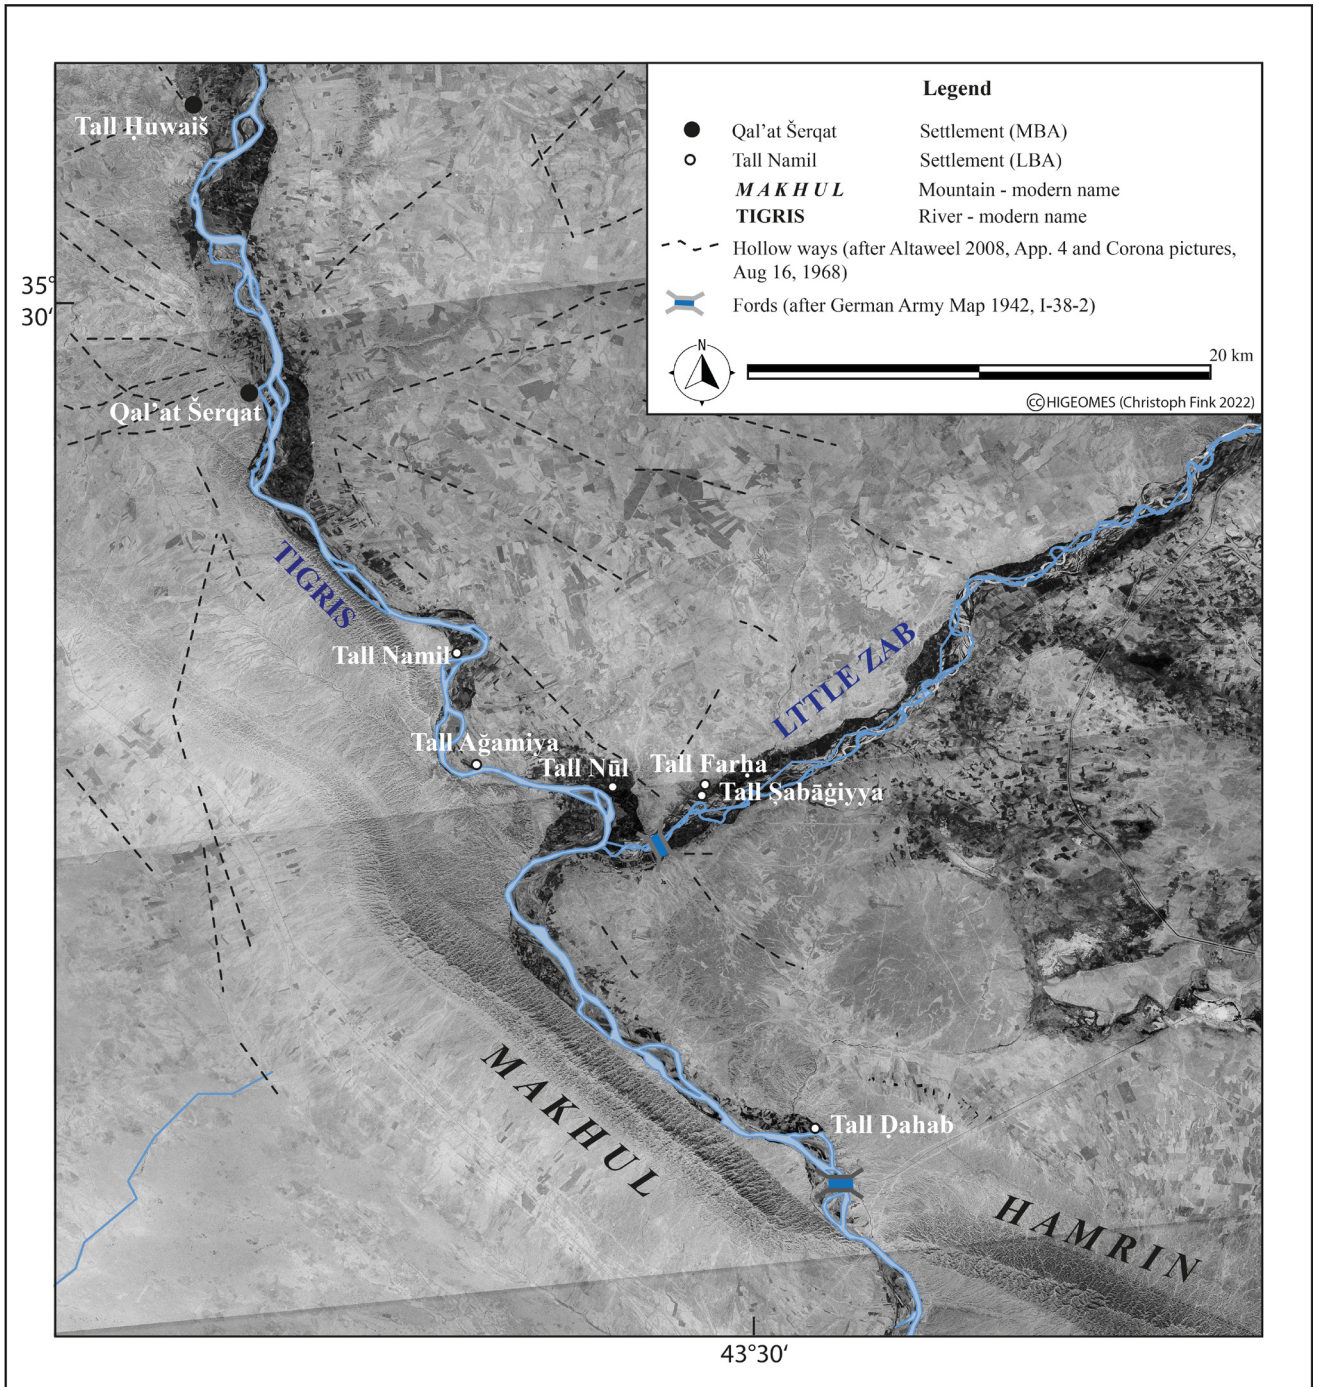 Legend
Qal’at Šerqat Settlement (MBA)
Tall Namil Settlement (LBA)
MAKHUL Mountain - modern name
TIGRIS River - modern name
Hollow ways (after Altaweel 2008, App. 4 and Corona pictures,
Aug 16, 1968)
Fords (after German Army Map 1942, I-38-2)
N
20 km
cc HIGEOMES (Christoph Fink 2022)
Tall Ḥuwaiš
35°
30‘
Qal’at Šerqat
TIGRIS
Tall Namil
LTTLE ZAB
Tall Ağamiya
Tall Nūl
Tall Farḥa
Tall Ṣabāġiyya
MAKHUL
Tall Ḍahab
HAMRIN
43°30‘